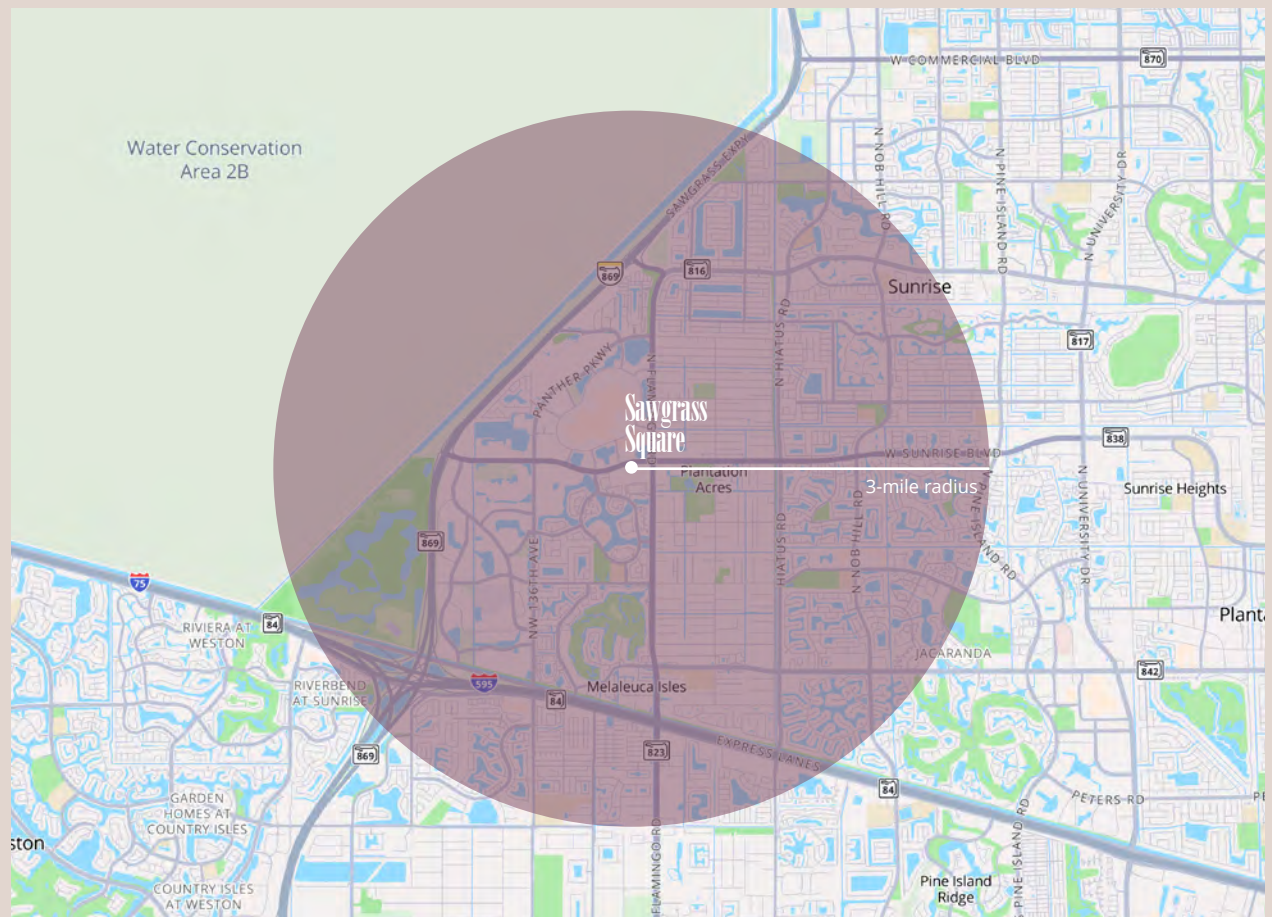 W COMMERCIAL BLVD
870
Water Conservation
Area 2B
SAWGRASS EXPY
N NOB HILL RD
N PINE ISLAND RD
N UNIVERSITY DR
869
816
Sunrise
N HIATUS RD
817
PANTHER PKWY
Sawgrass
Square
838
W SUNRISE BLVD
Plantation
Acres
3-mile radius
Sunrise Heights
N UNIVERSITY DR
N PINE ISLAND RD
N NOB HILL RD
HIATUS RD
869
NW 136TH AVE
75
84
RIVIERA AT
WESTON
Planta
JACARANDA
842
RIVERBEND
AT SUNRISE
595
Melaleuca Isles
84
823
EXPRESS LANES
869
84
PETERS RD
GARDEN
HOMES AT
COUNTRY ISLES
ston
S PINE ISLAND RD
FLAMINGO RD
Pine Island
Ridge
COUNTRY ISLES
AT WESTON